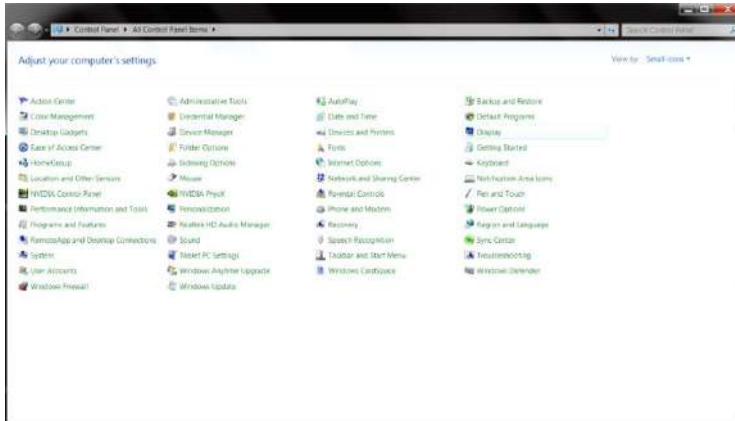 Control Panel ▸ All Control Panel Items ▸
Search Control Panel
Adjust your computer's settings
View by: Small icons
Action Center
Administrative Tools
AutoPlay
Backup and Restore
Color Management
Credential Manager
Date and Time
Default Programs
Desktop Gadgets
Device Manager
Devices and Printers
Display
Ease of Access Center
Folder Options
Fonts
Getting Started
HomeGroup
Indexing Options
Internet Options
Keyboard
Location and Other Sensors
Mouse
Network and Sharing Center
Notification Area Icons
NVIDIA Control Panel
NVIDIA PhysX
Parental Controls
Pen and Touch
Performance Information and Tools
Personalization
Phone and Modem
Power Options
Programs and Features
Realtek HD Audio Manager
Recovery
Region and Language
RemoteApp and Desktop Connections
Sound
Speech Recognition
Sync Center
System
Tablet PC Settings
Taskbar and Start Menu
Troubleshooting
User Accounts
Windows Anytime Upgrade
Windows CardSpace
Windows Defender
Windows Firewall
Windows Update